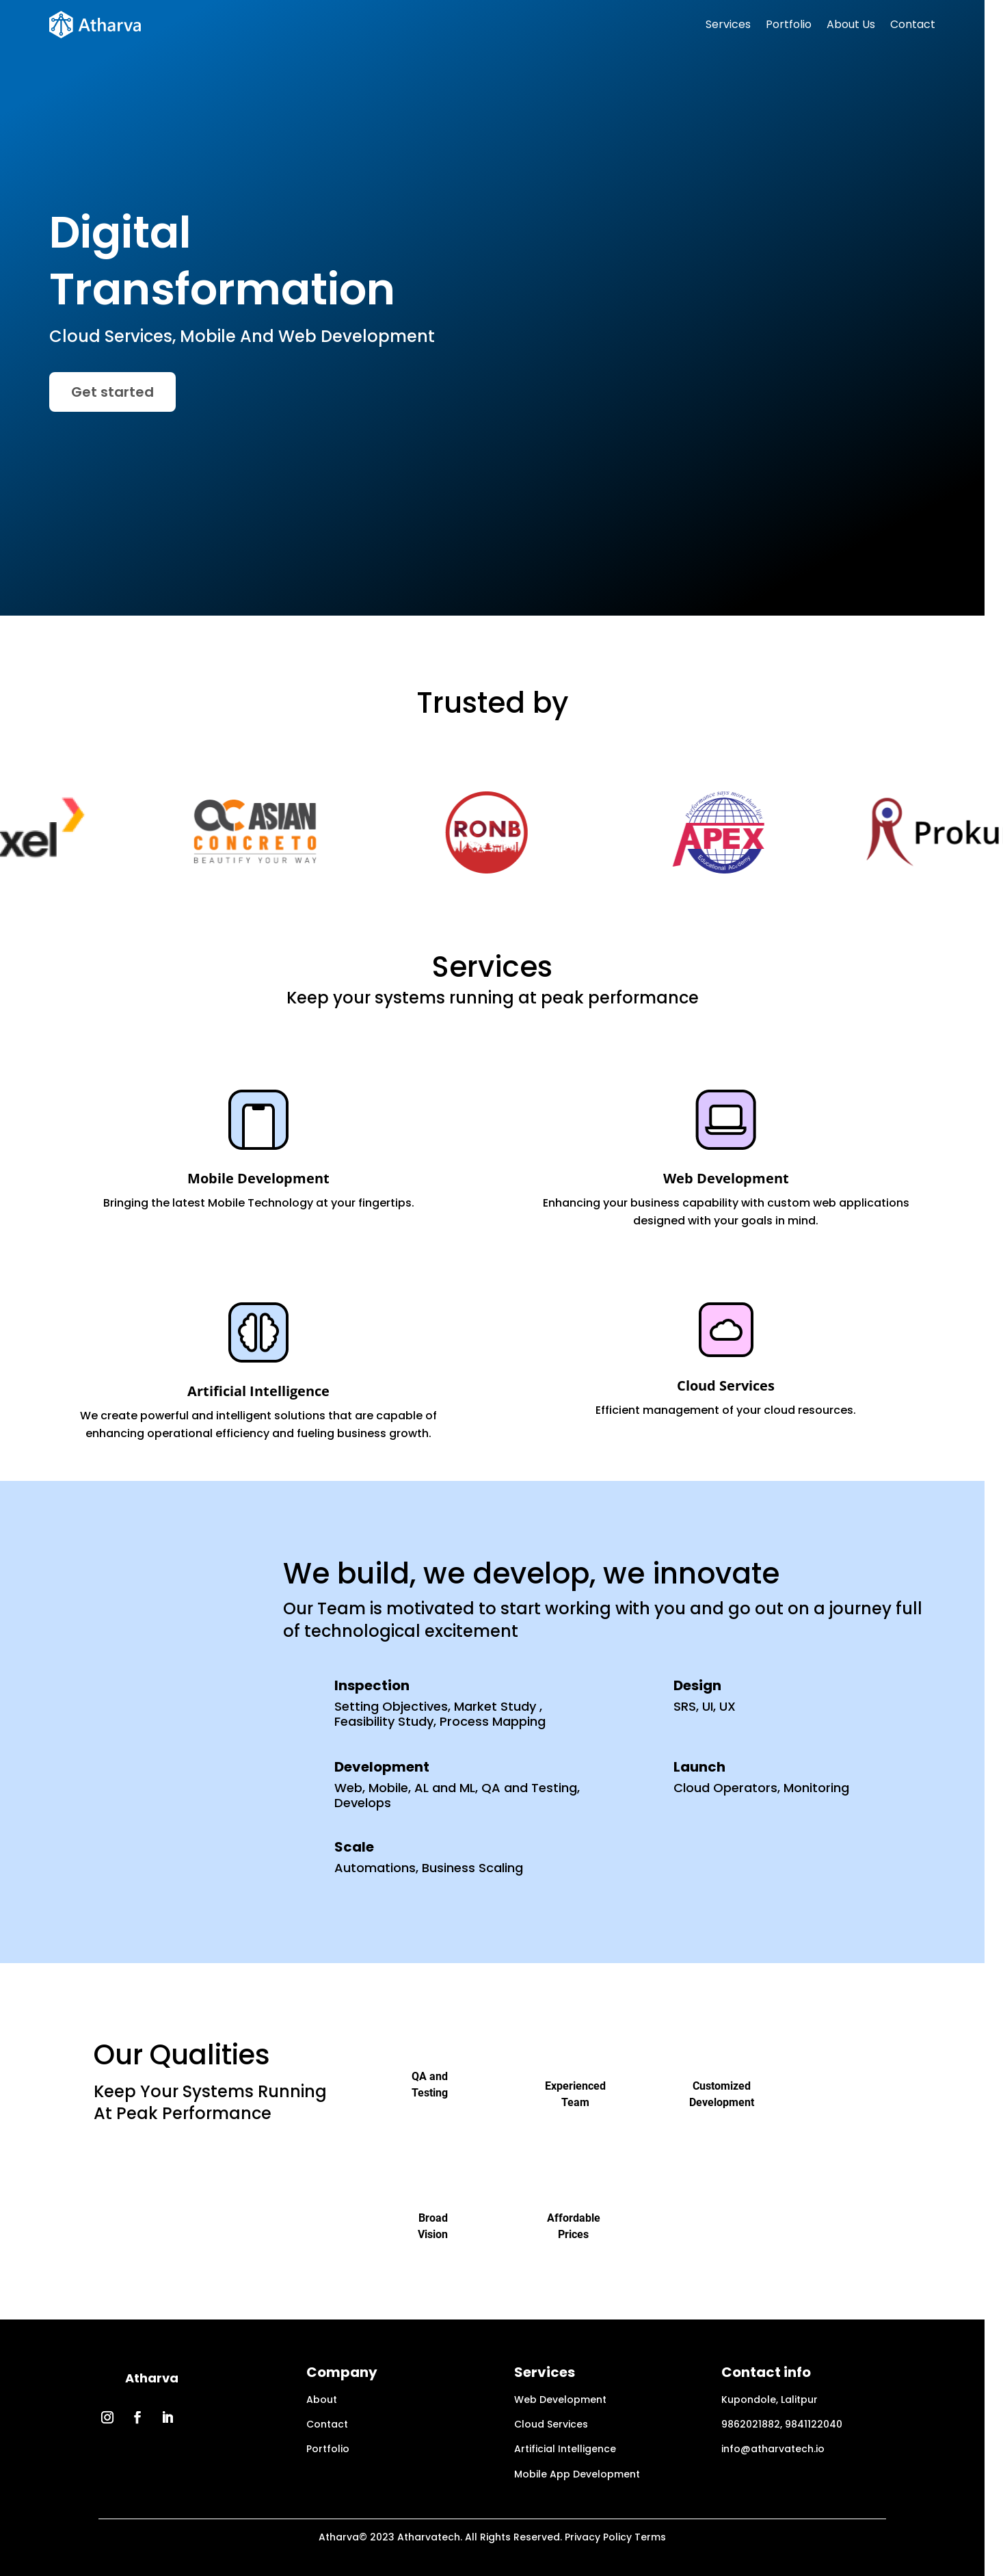 Atharva
Services Portfolio About Us Contact
Digital
Transformation
Cloud Services, Mobile And Web Development
Get started
Trusted by
xel
AC ASIAN
CONCRETO
BEAUTIFY YOUR WAY
RONB
Performance says more than lips
APEX
Educational Academy
Proku
Services
Keep your systems running at peak performance
Mobile Development
Bringing the latest Mobile Technology at your fingertips.
Web Development
Enhancing your business capability with custom web applications
designed with your goals in mind.
Artificial Intelligence
We create powerful and intelligent solutions that are capable of
enhancing operational efficiency and fueling business growth.
Cloud Services
Efficient management of your cloud resources.
We build, we develop, we innovate
Our Team is motivated to start working with you and go out on a journey full
of technological excitement
Inspection
Setting Objectives, Market Study ,
Feasibility Study, Process Mapping
Design
SRS, UI, UX
Development
Web, Mobile, AL and ML, QA and Testing,
Develops
Launch
Cloud Operators, Monitoring
Scale
Automations, Business Scaling
Our Qualities
Keep Your Systems Running
At Peak Performance
QA and
Testing
Experienced
Team
Customized
Development
Broad
Vision
Affordable
Prices
Atharva
Company
About
Contact
Portfolio
Services
Web Development
Cloud Services
Artificial Intelligence
Mobile App Development
Contact info
Kupondole, Lalitpur
9862021882, 9841122040
info@atharvatech.io
Atharva© 2023 Atharvatech. All Rights Reserved. Privacy Policy Terms